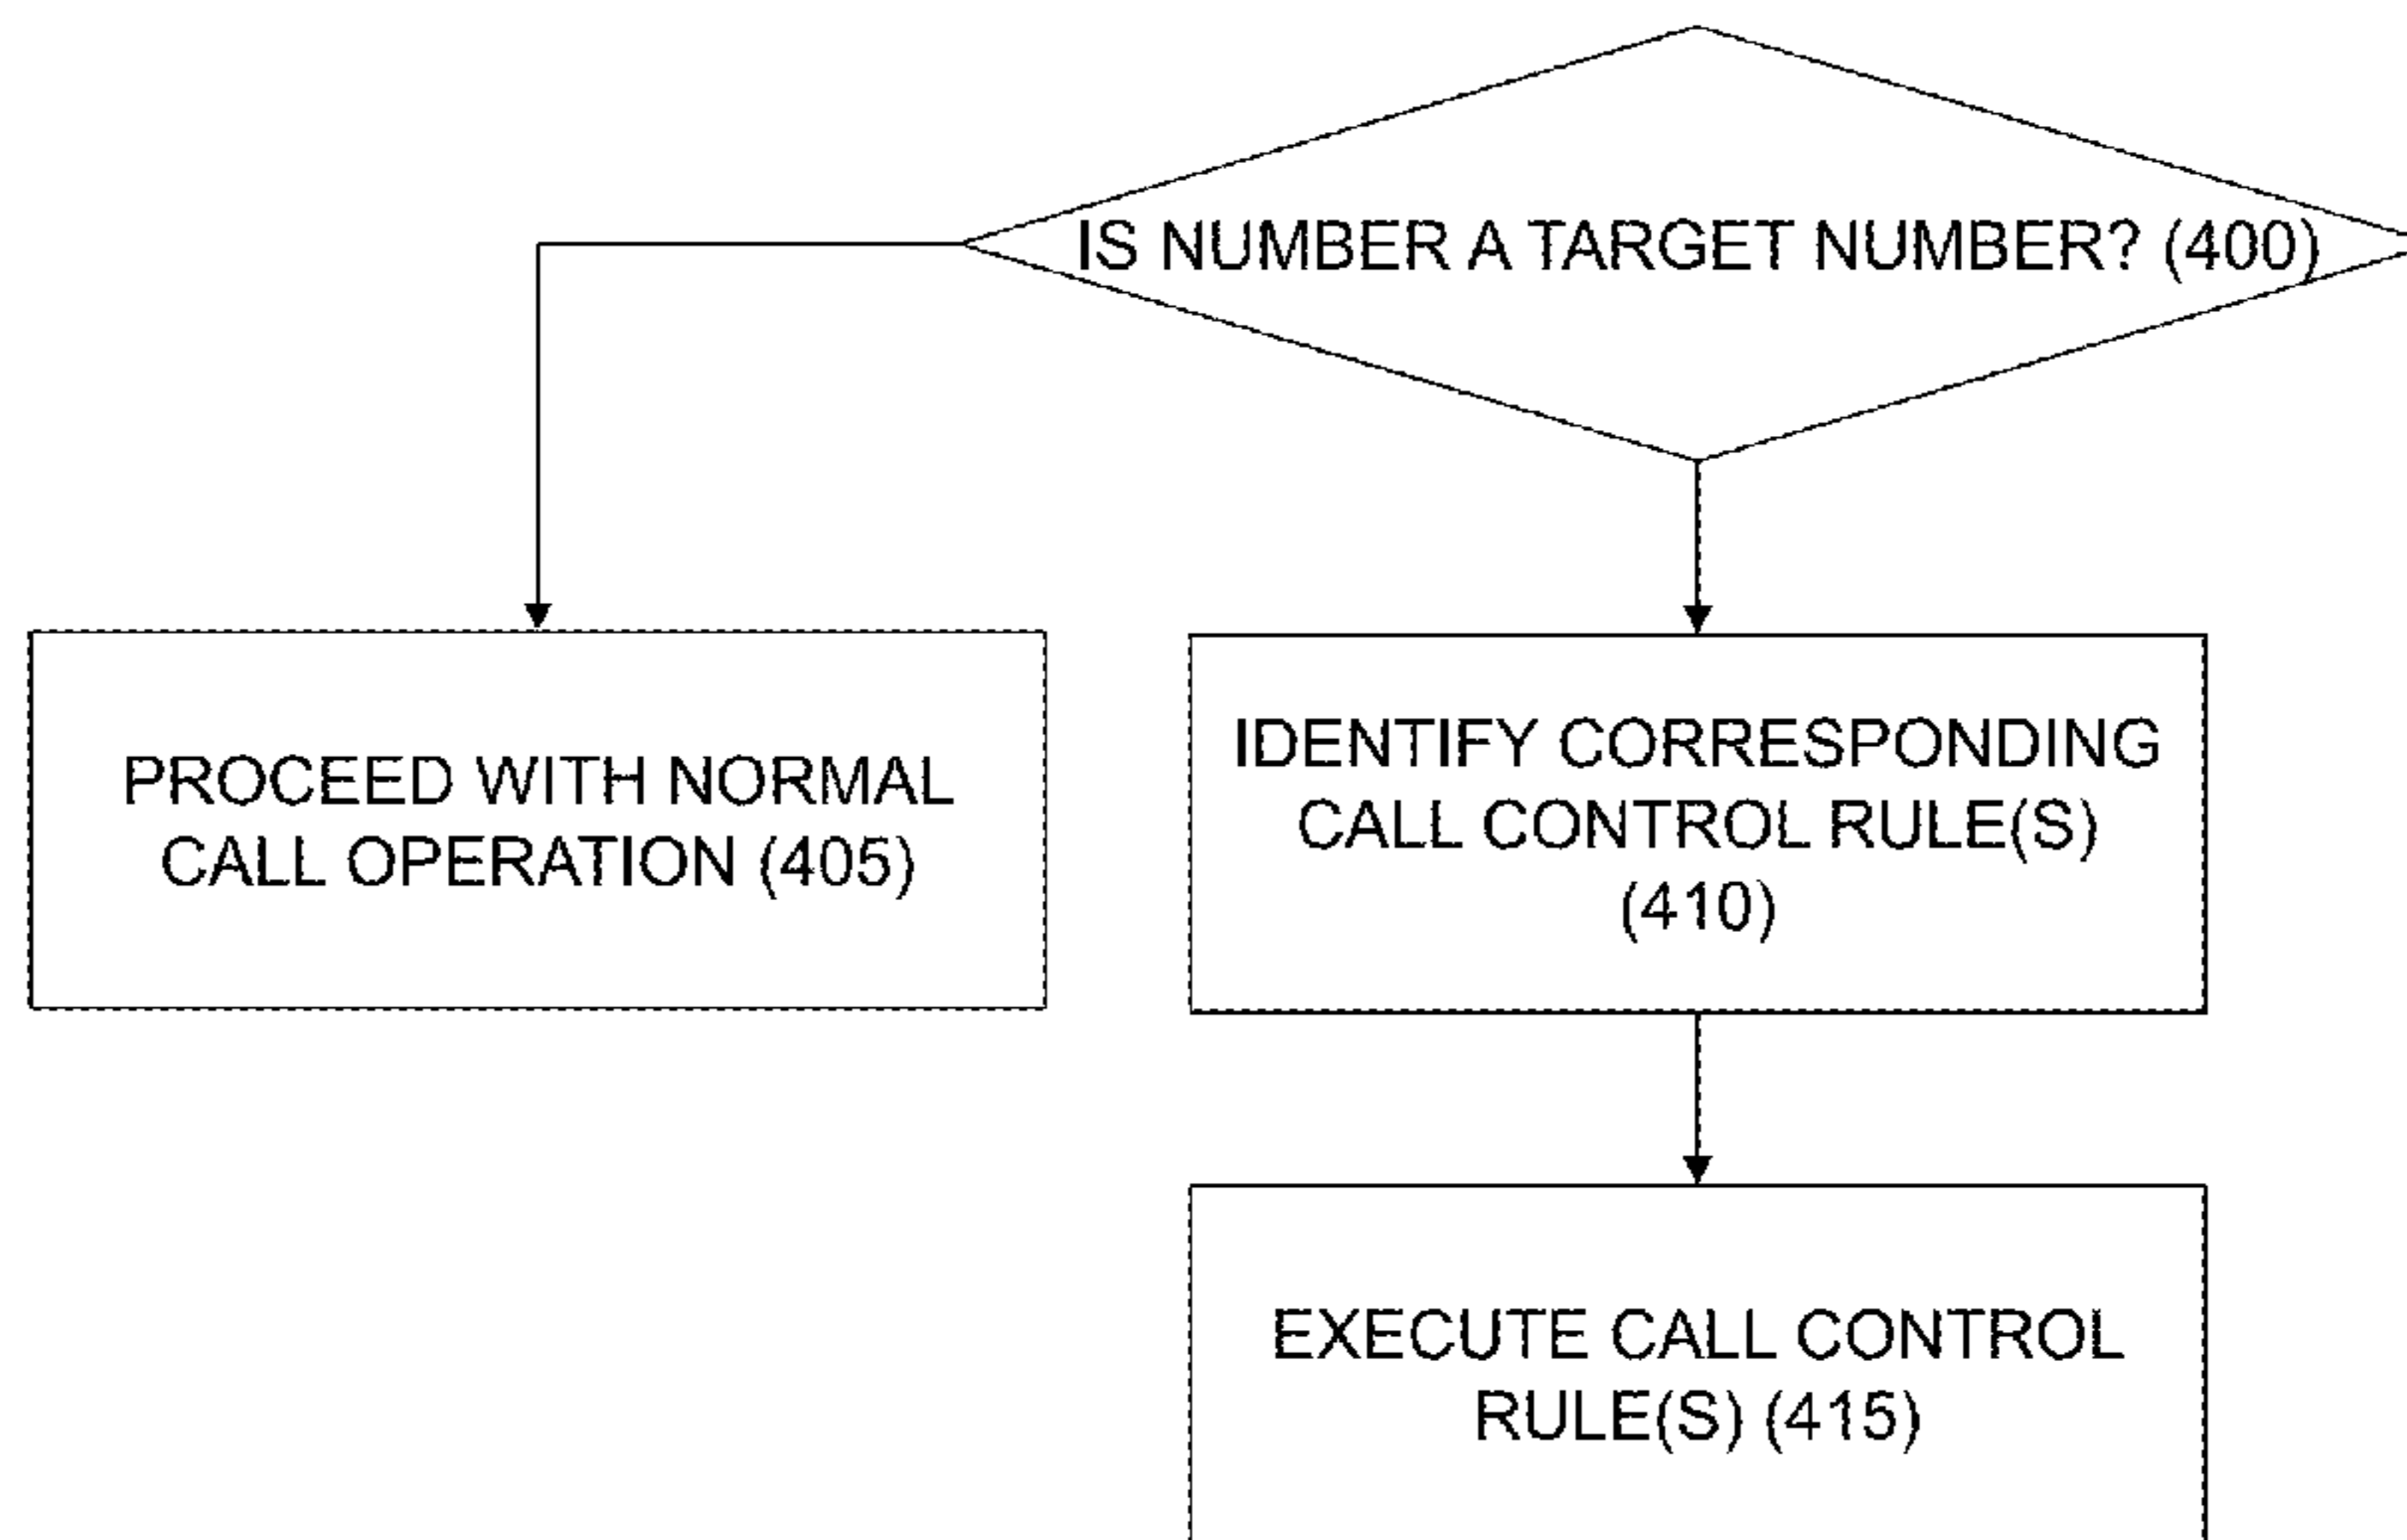 IS NUMBER A TARGET NUMBER? (400)
PROCEED WITH NORMAL
CALL OPERATION (405)
IDENTIFY CORRESPONDING
CALL CONTROL RULE(S)
(410)
EXECUTE CALL CONTROL
RULE(S) (415)